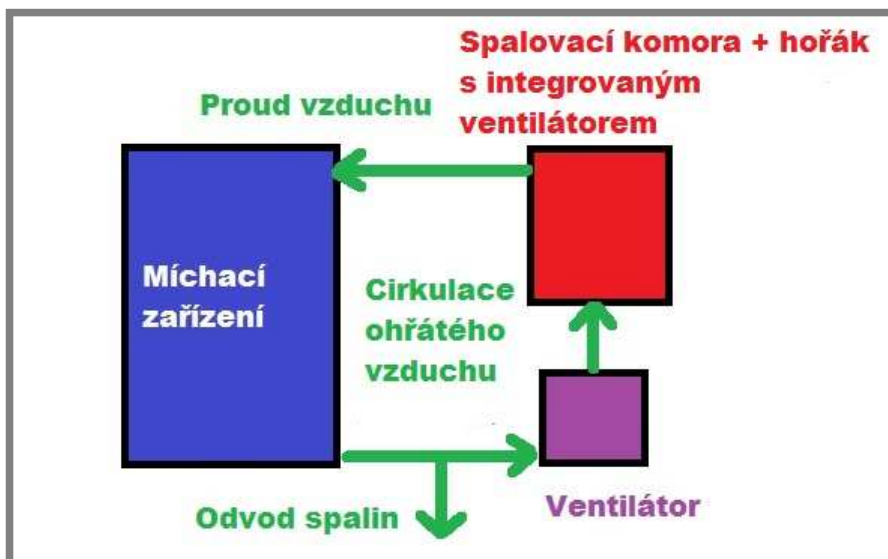 Spalovací komora + hořák
s integrovaným
ventilátorem
Proud vzduchu
Míchací
zařízení
Cirkulace
ohřátého
vzduchu
Odvod spalin
Ventilátor